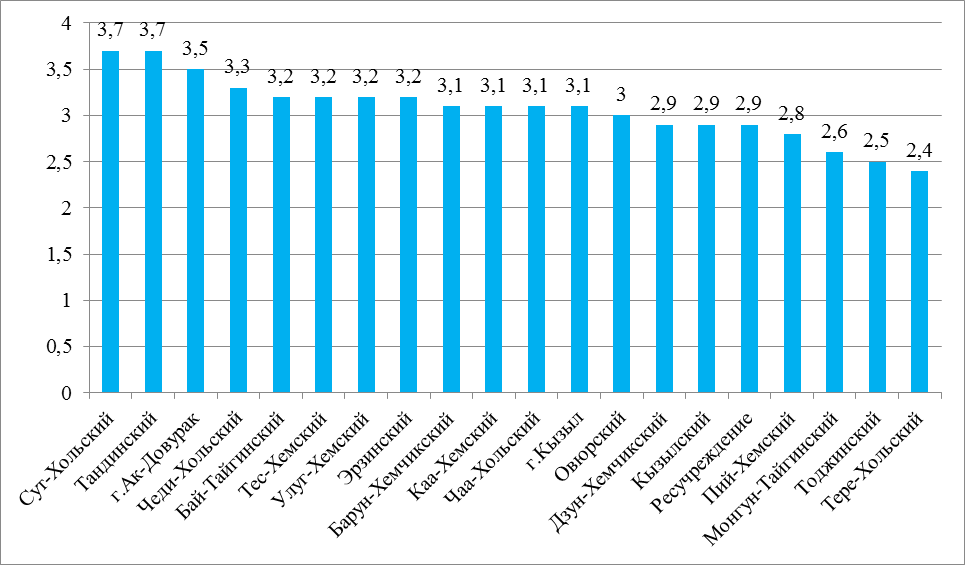 4
3,5
3
2,5
2
1,5
1
0,5
0
3,7
3,7
3,5
3,3
3,2
3,2
3,2
3,2
3,1
3,1
3,1
3,1
3
2,9
2,9
2,9
2,8
2,6
2,5
2,4
Сут-Хольский
Тандинский
г.Ак-Довурак
Чеди-Хольский
Бай-Тайгинский
Тес-Хемский
Улуг-Хемский
Эрзинский
Барун-Хемчикский
Каа-Хемский
Чаа-Хольский
г.Кызыл
Овюрский
Дзун-Хемчикский
Кызылский
Ресучреждение
Пий-Хемский
Монгун-Тайгинский
Тоджинский
Тере-Хольский